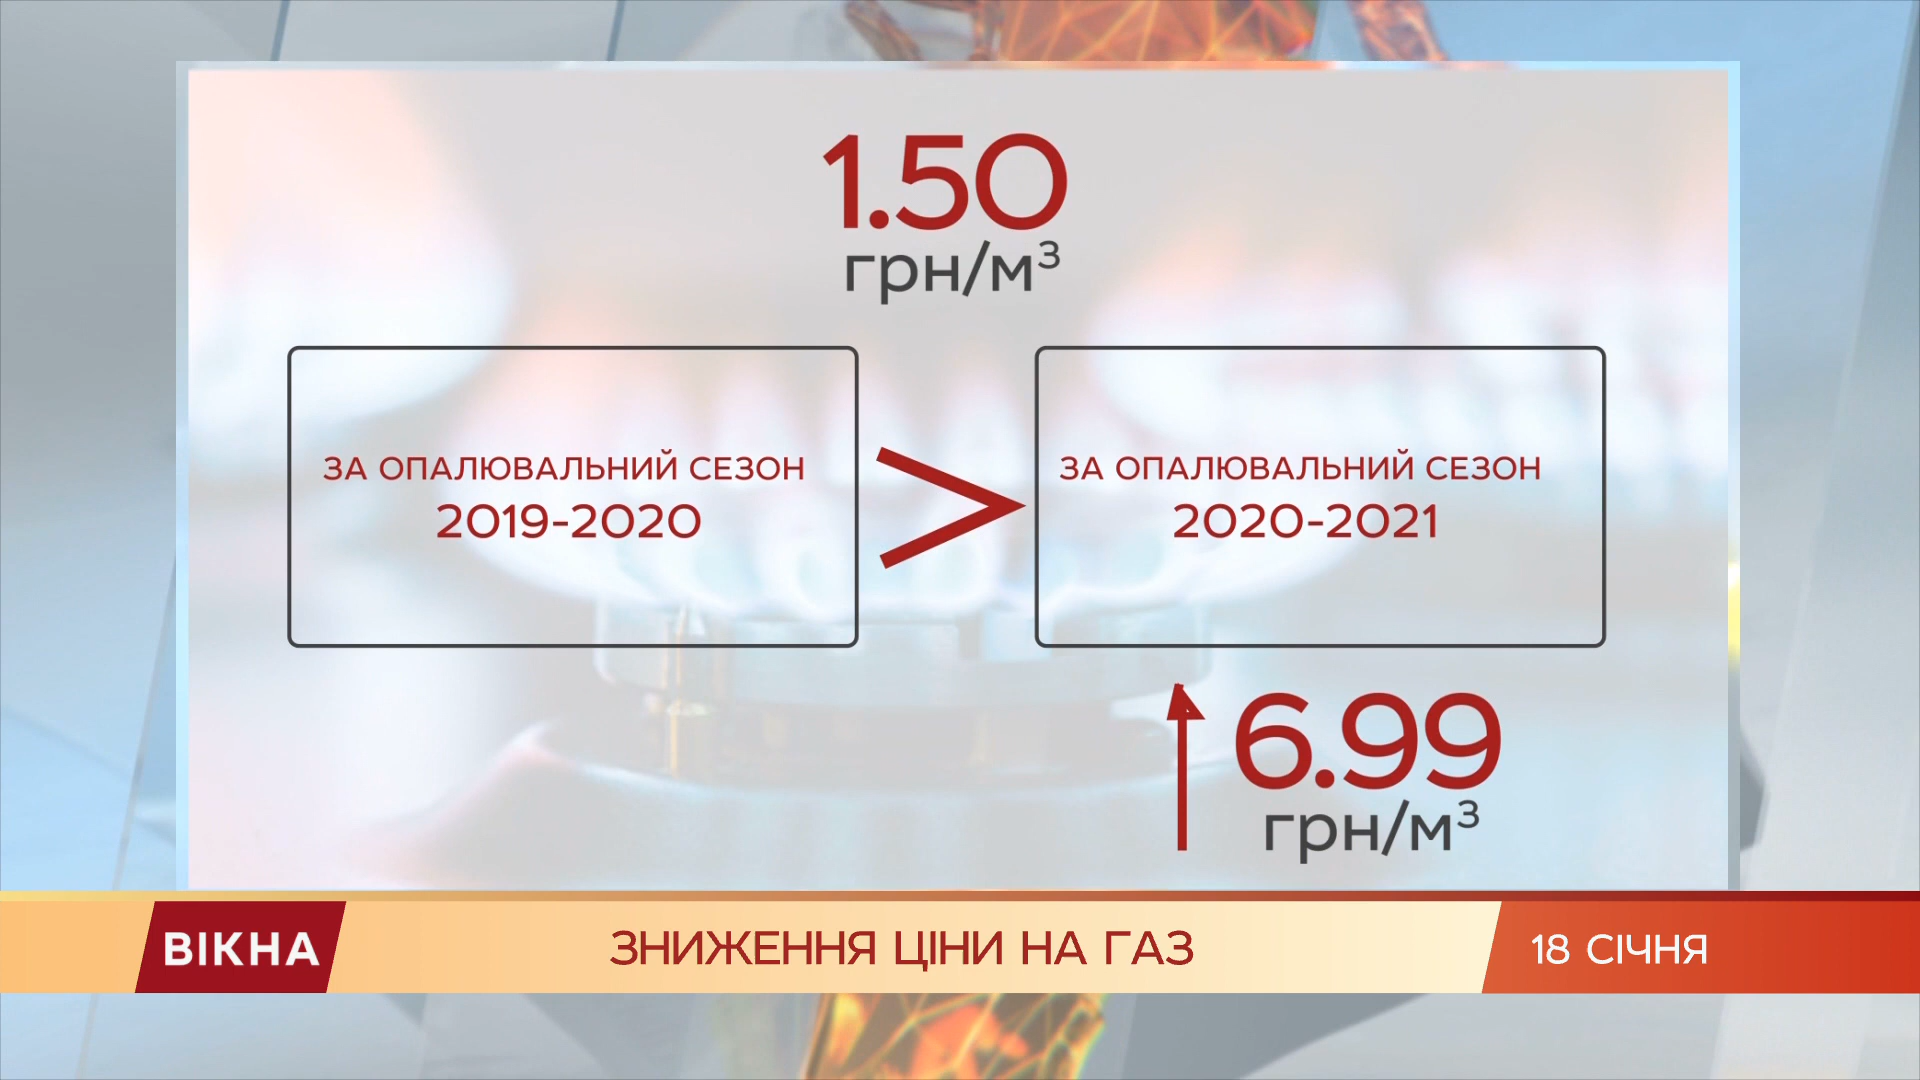 1.50
грн/м³
ЗА ОПАЛЮВАЛЬНИЙ СЕЗОН
2019-2020
>
ЗА ОПАЛЮВАЛЬНИЙ СЕЗОН
2020-2021
6.99
грн/м³
ВІКНА
ЗНИЖЕННЯ ЦІНИ НА ГАЗ
18 СІЧНЯ